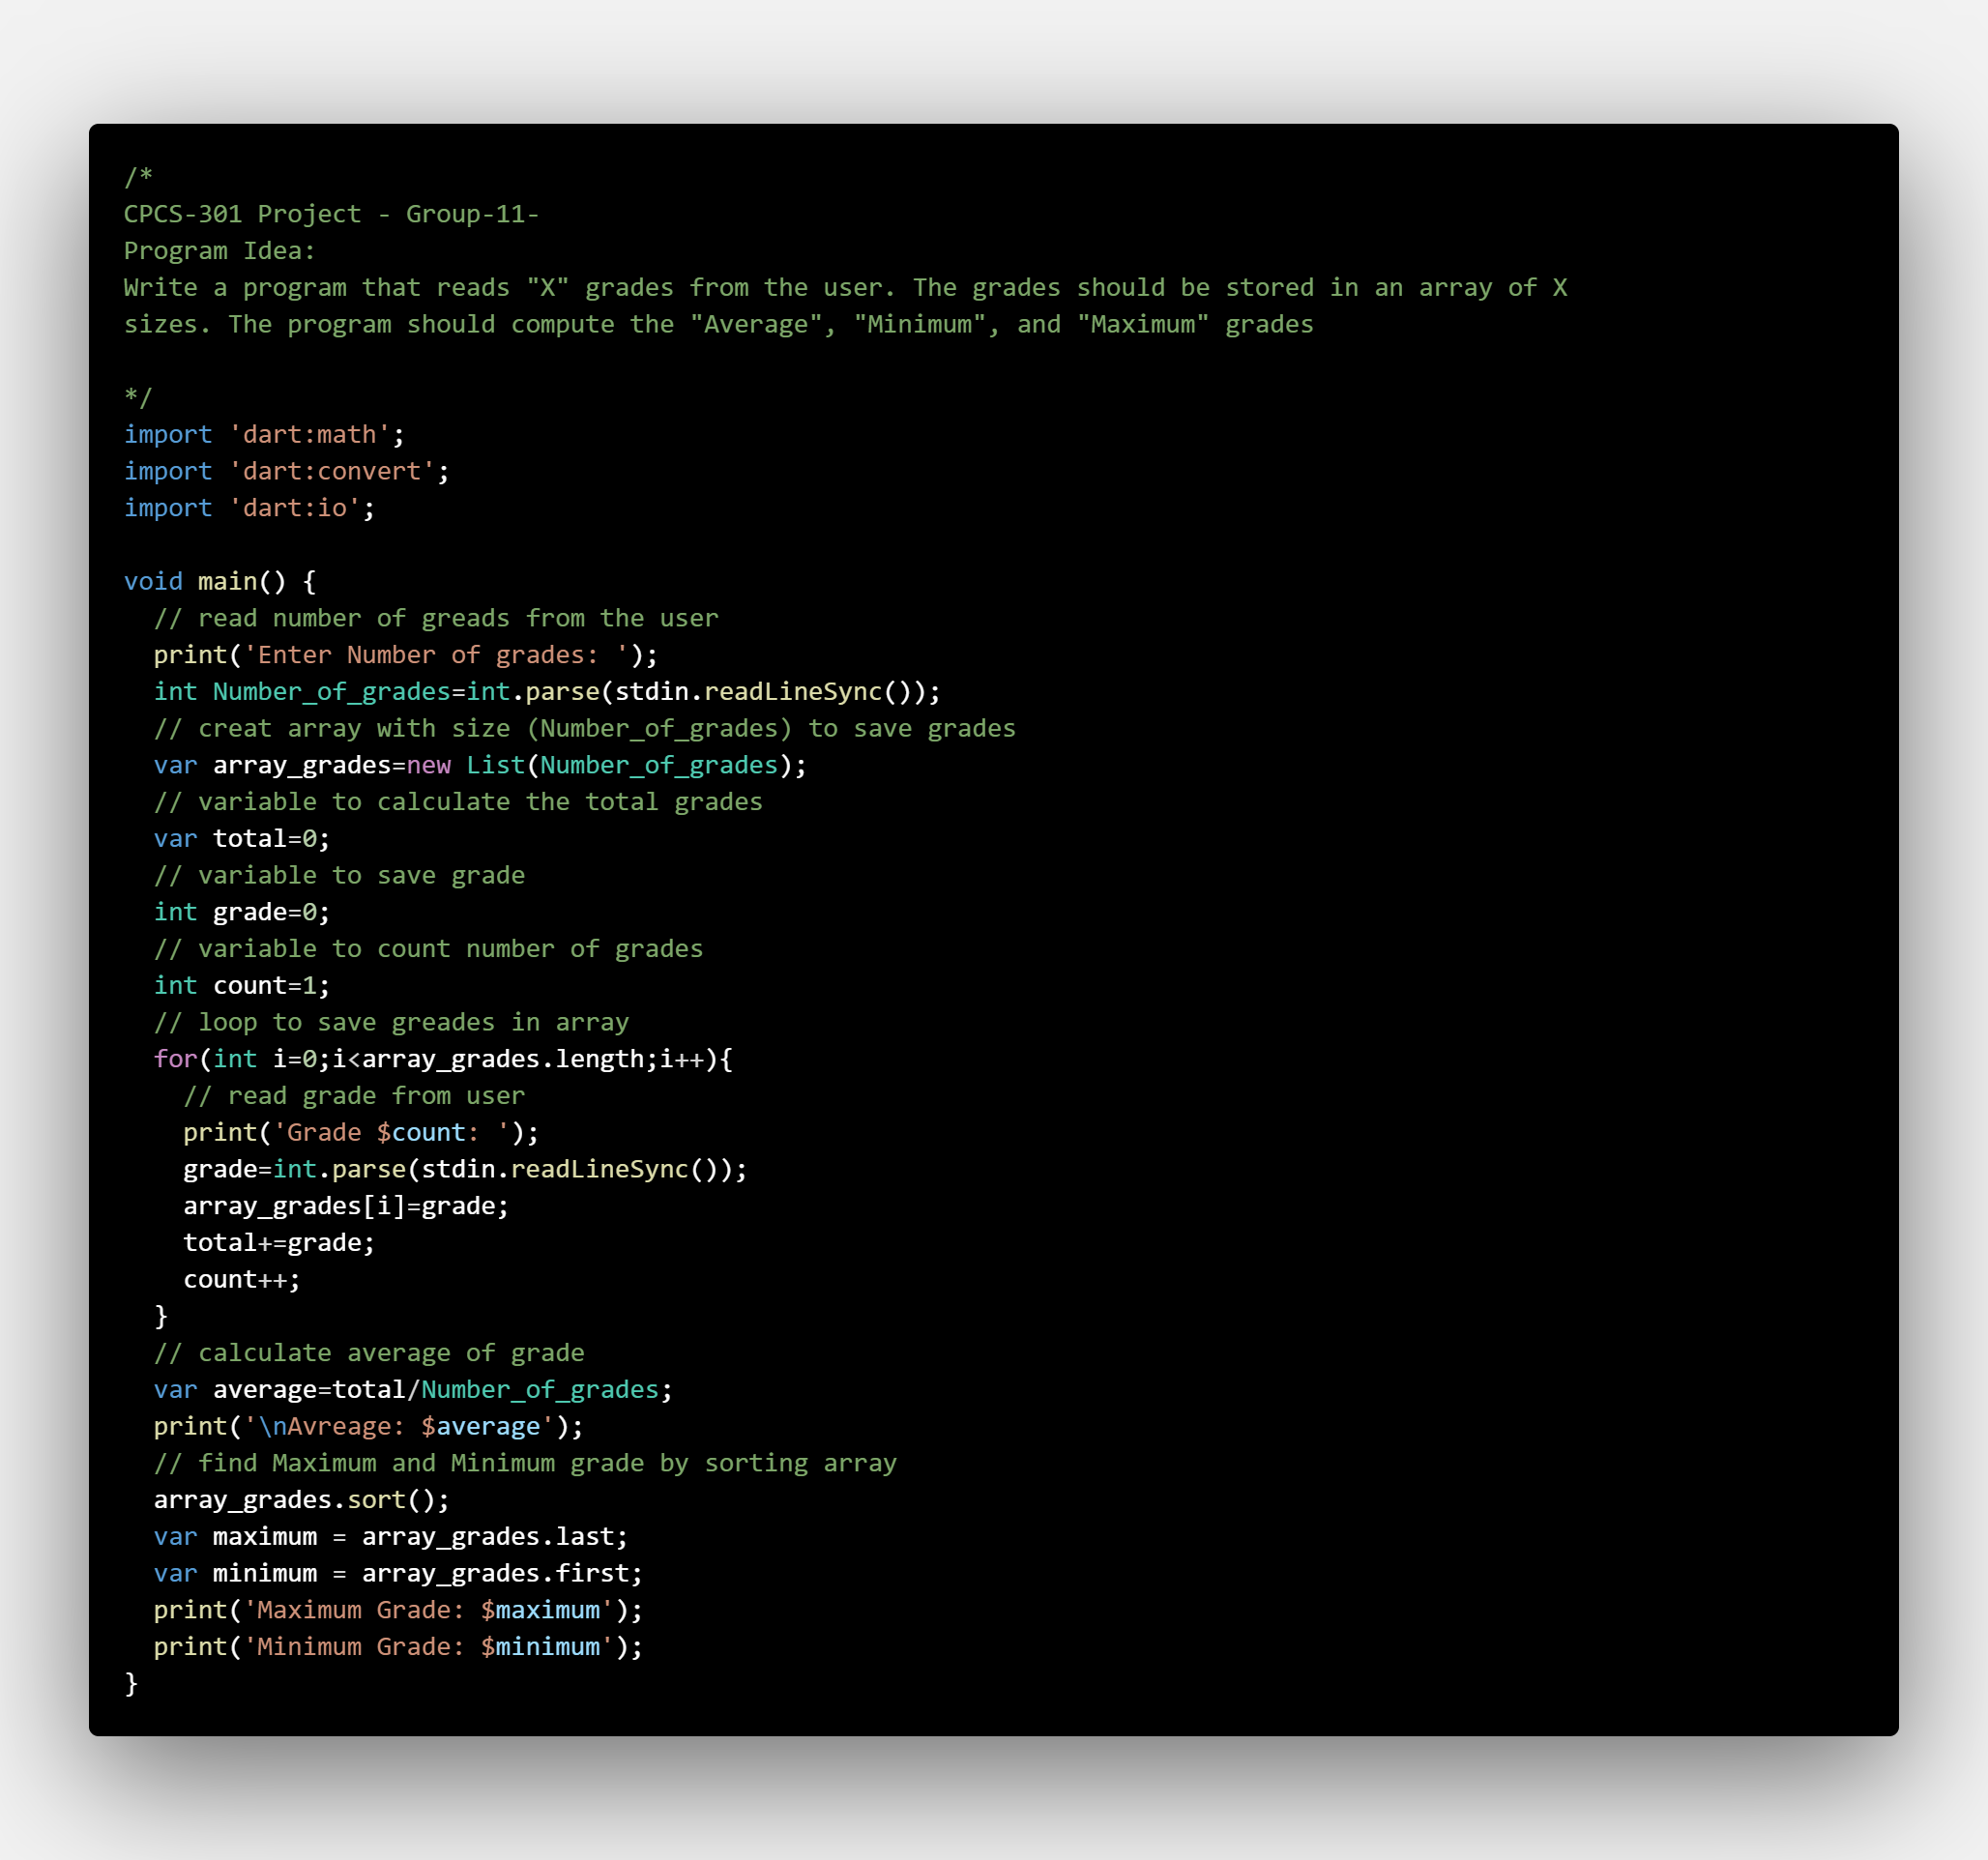 /*
CPCS-301 Project - Group-11-
Program Idea:
Write a program that reads "X" grades from the user. The grades should be stored in an array of X
sizes. The program should compute the "Average", "Minimum", and "Maximum" grades
*/
import 'dart:math';
import 'dart:convert';
import 'dart:io';
void main() {
  // read number of greads from the user
  print('Enter Number of grades: ');
  int Number_of_grades=int.parse(stdin.readLineSync());
  // creat array with size (Number_of_grades) to save grades
  var array_grades=new List(Number_of_grades);
  // variable to calculate the total grades
  var total=0;
  // variable to save grade
  int grade=0;
  // variable to count number of grades
  int count=1;
  // loop to save greades in array
  for(int i=0;i<array_grades.length;i++){
    // read grade from user
    print('Grade $count: ');
    grade=int.parse(stdin.readLineSync());
    array_grades[i]=grade;
    total+=grade;
    count++;
  }
  // calculate average of grade
  var average=total/Number_of_grades;
  print('\nAvreage: $average');
  // find Maximum and Minimum grade by sorting array
  array_grades.sort();
  var maximum = array_grades.last;
  var minimum = array_grades.first;
  print('Maximum Grade: $maximum');
  print('Minimum Grade: $minimum');
}